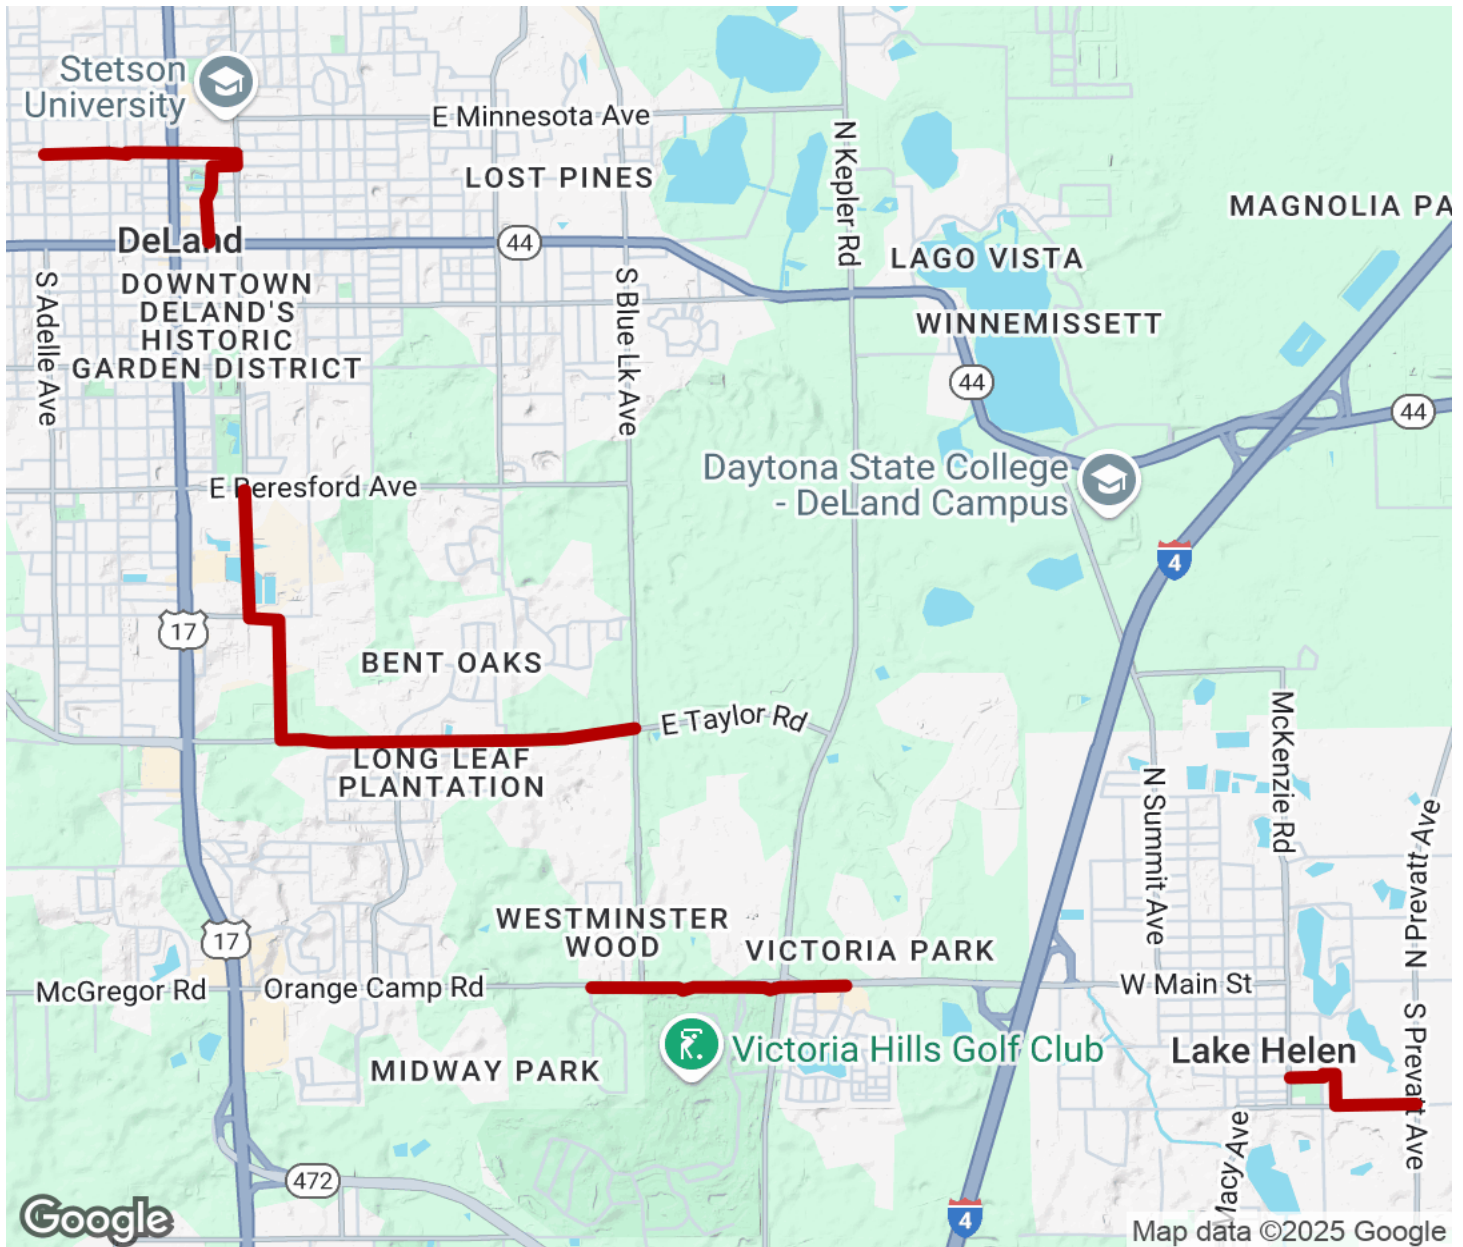 Stetson
University
E Minnesota Ave
LOST PINES
N Kepler Rd
MAGNOLIA PA
DeLand
44
LAGO VISTA
DOWNTOWN
DELAND'S
HISTORIC
GARDEN DISTRICT
S Adelle Ave
S Blue Lk Ave
WINNEMISSETT
44
44
Daytona State College
- DeLand Campus
E Beresford Ave
4
17
BENT OAKS
E Taylor Rd
LONG LEAF
PLANTATION
McKenzie Rd
N Summit Ave
N Prevatt Ave
WESTMINSTER
WOOD
VICTORIA PARK
17
McGregor Rd
Orange Camp Rd
W Main St
S Prevatt Ave
Victoria Hills Golf Club
Lake Helen
MIDWAY PARK
Macy Ave
472
4
Google
Map data ©2025 Google